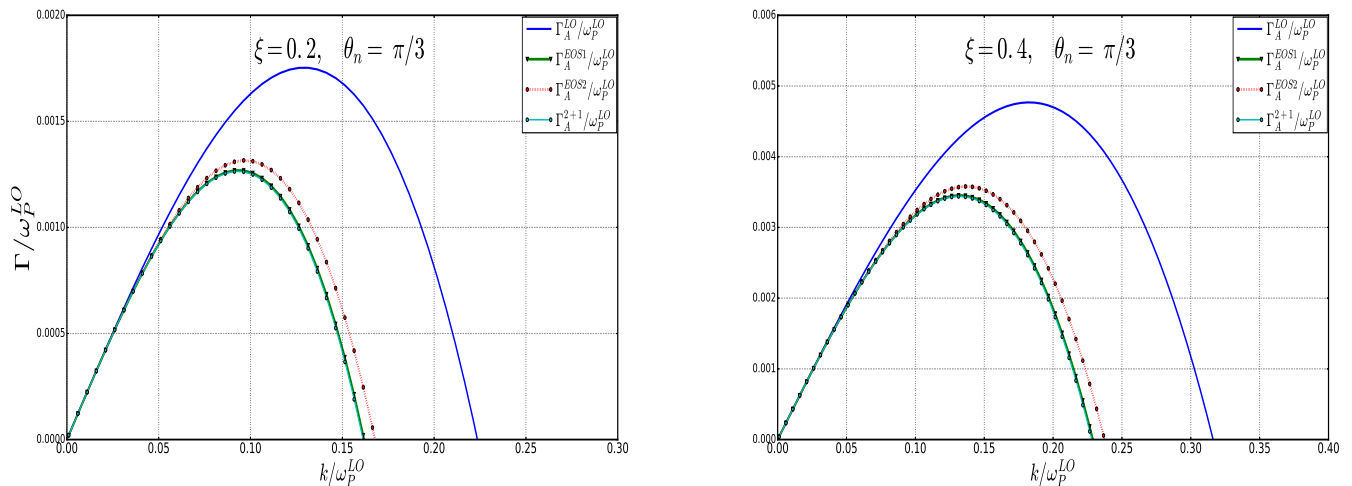 ξ=0.2, θ_n = π/3
Γ_A^{LO}/ω_P^{LO}
Γ_A^{EOS1}/ω_P^{LO}
Γ_A^{EOS2}/ω_P^{LO}
Γ_A^{2+1}/ω_P^{LO}
Γ/ω_P^{LO}
0.0020
0.0015
0.0010
0.0005
0.0000
0.00 0.05 0.10 0.15 0.20 0.25 0.30
k/ω_P^{LO}
ξ=0.4, θ_n = π/3
Γ_A^{LO}/ω_P^{LO}
Γ_A^{EOS1}/ω_P^{LO}
Γ_A^{EOS2}/ω_P^{LO}
Γ_A^{2+1}/ω_P^{LO}
0.006
0.005
0.004
0.003
0.002
0.001
0.000
0.00 0.05 0.10 0.15 0.20 0.25 0.30 0.35 0.40
k/ω_P^{LO}